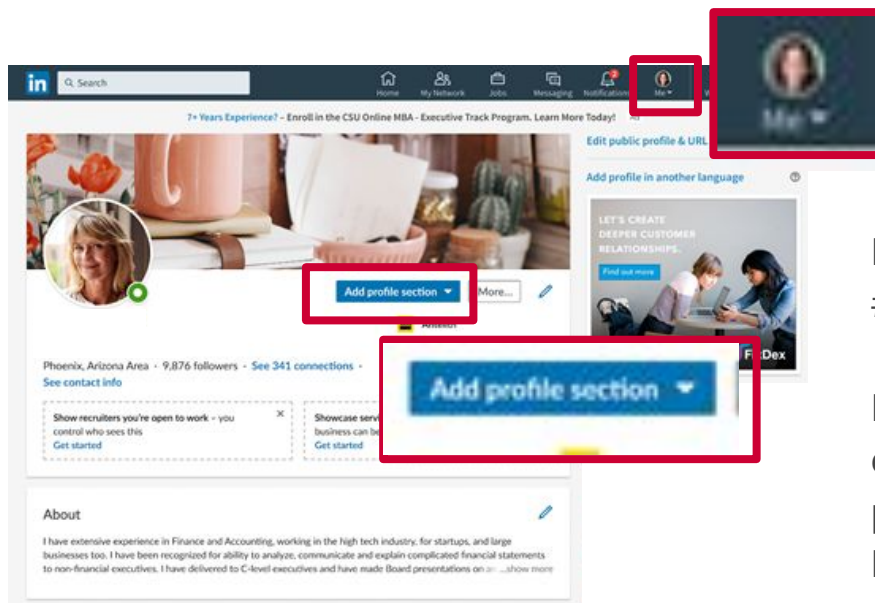 in
Search
Home
My Network
Jobs
Messaging
Notifications
Me
7+ Years Experience? - Enroll in the CSU Online MBA - Executive Track Program. Learn More Today!
Edit public profile & URL
Add profile in another language
LET'S CREATE
DEEPER CUSTOMER
RELATIONSHIPS.
Find out more
Add profile section
More...
Phoenix, Arizona Area · 9,876 followers · See 341 connections ·
See contact info
Add profile section
Show recruiters you're open to work – you
control who sees this
Get started
Showcase
business can be
Get started
About
I have extensive experience in Finance and Accounting, working in the high tech industry, for startups, and large
businesses too. I have been recognized for ability to analyze, communicate and explain complicated financial statements
to non-financial executives. I have delivered to C-level executives and have made Board presentations on ...show more
Me